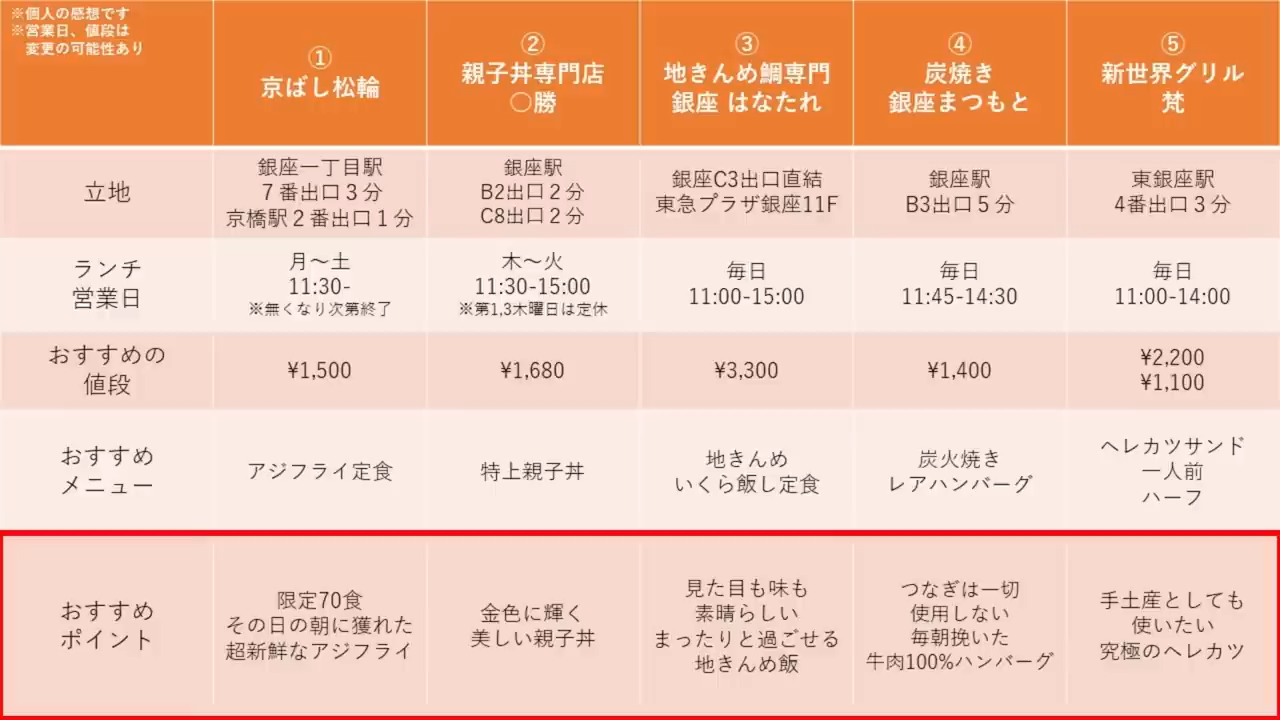 ※個人の感想です
※営業日、値段は
変更の可能性あり
①
京ばし松輪
②
親子丼専門店
○勝
③
地きんめ鯛専門
銀座 はなたれ
④
炭焼き
銀座まつもと
⑤
新世界グリル
梵
立地
銀座一丁目駅
7番出口3分
京橋駅2番出口1分
銀座駅
B2出口2分
C8出口2分
銀座C3出口直結
東急プラザ銀座11F
銀座駅
B3出口5分
東銀座駅
4番出口3分
ランチ
営業日
月～土
11:30-
※無くなり次第終了
木～火
11:30-15:00
※第1,3木曜日は定休
毎日
11:00-15:00
毎日
11:45-14:30
毎日
11:00-14:00
おすすめの
値段
¥1,500
¥1,680
¥3,300
¥1,400
¥2,200
¥1,100
おすすめ
メニュー
アジフライ定食
特上親子丼
地きんめ
いくら飯し定食
炭火焼き
レアハンバーグ
ヘレカツサンド
一人前
ハーフ
おすすめ
ポイント
限定70食
その日の朝に獲れた
超新鮮なアジフライ
金色に輝く
美しい親子丼
見た目も味も
素晴らしい
まったりと過ごせる
地きんめ飯
つなぎは一切
使用しない
毎朝挽いた
牛肉100%ハンバーグ
手土産としても
使いたい
究極のヘレカツ